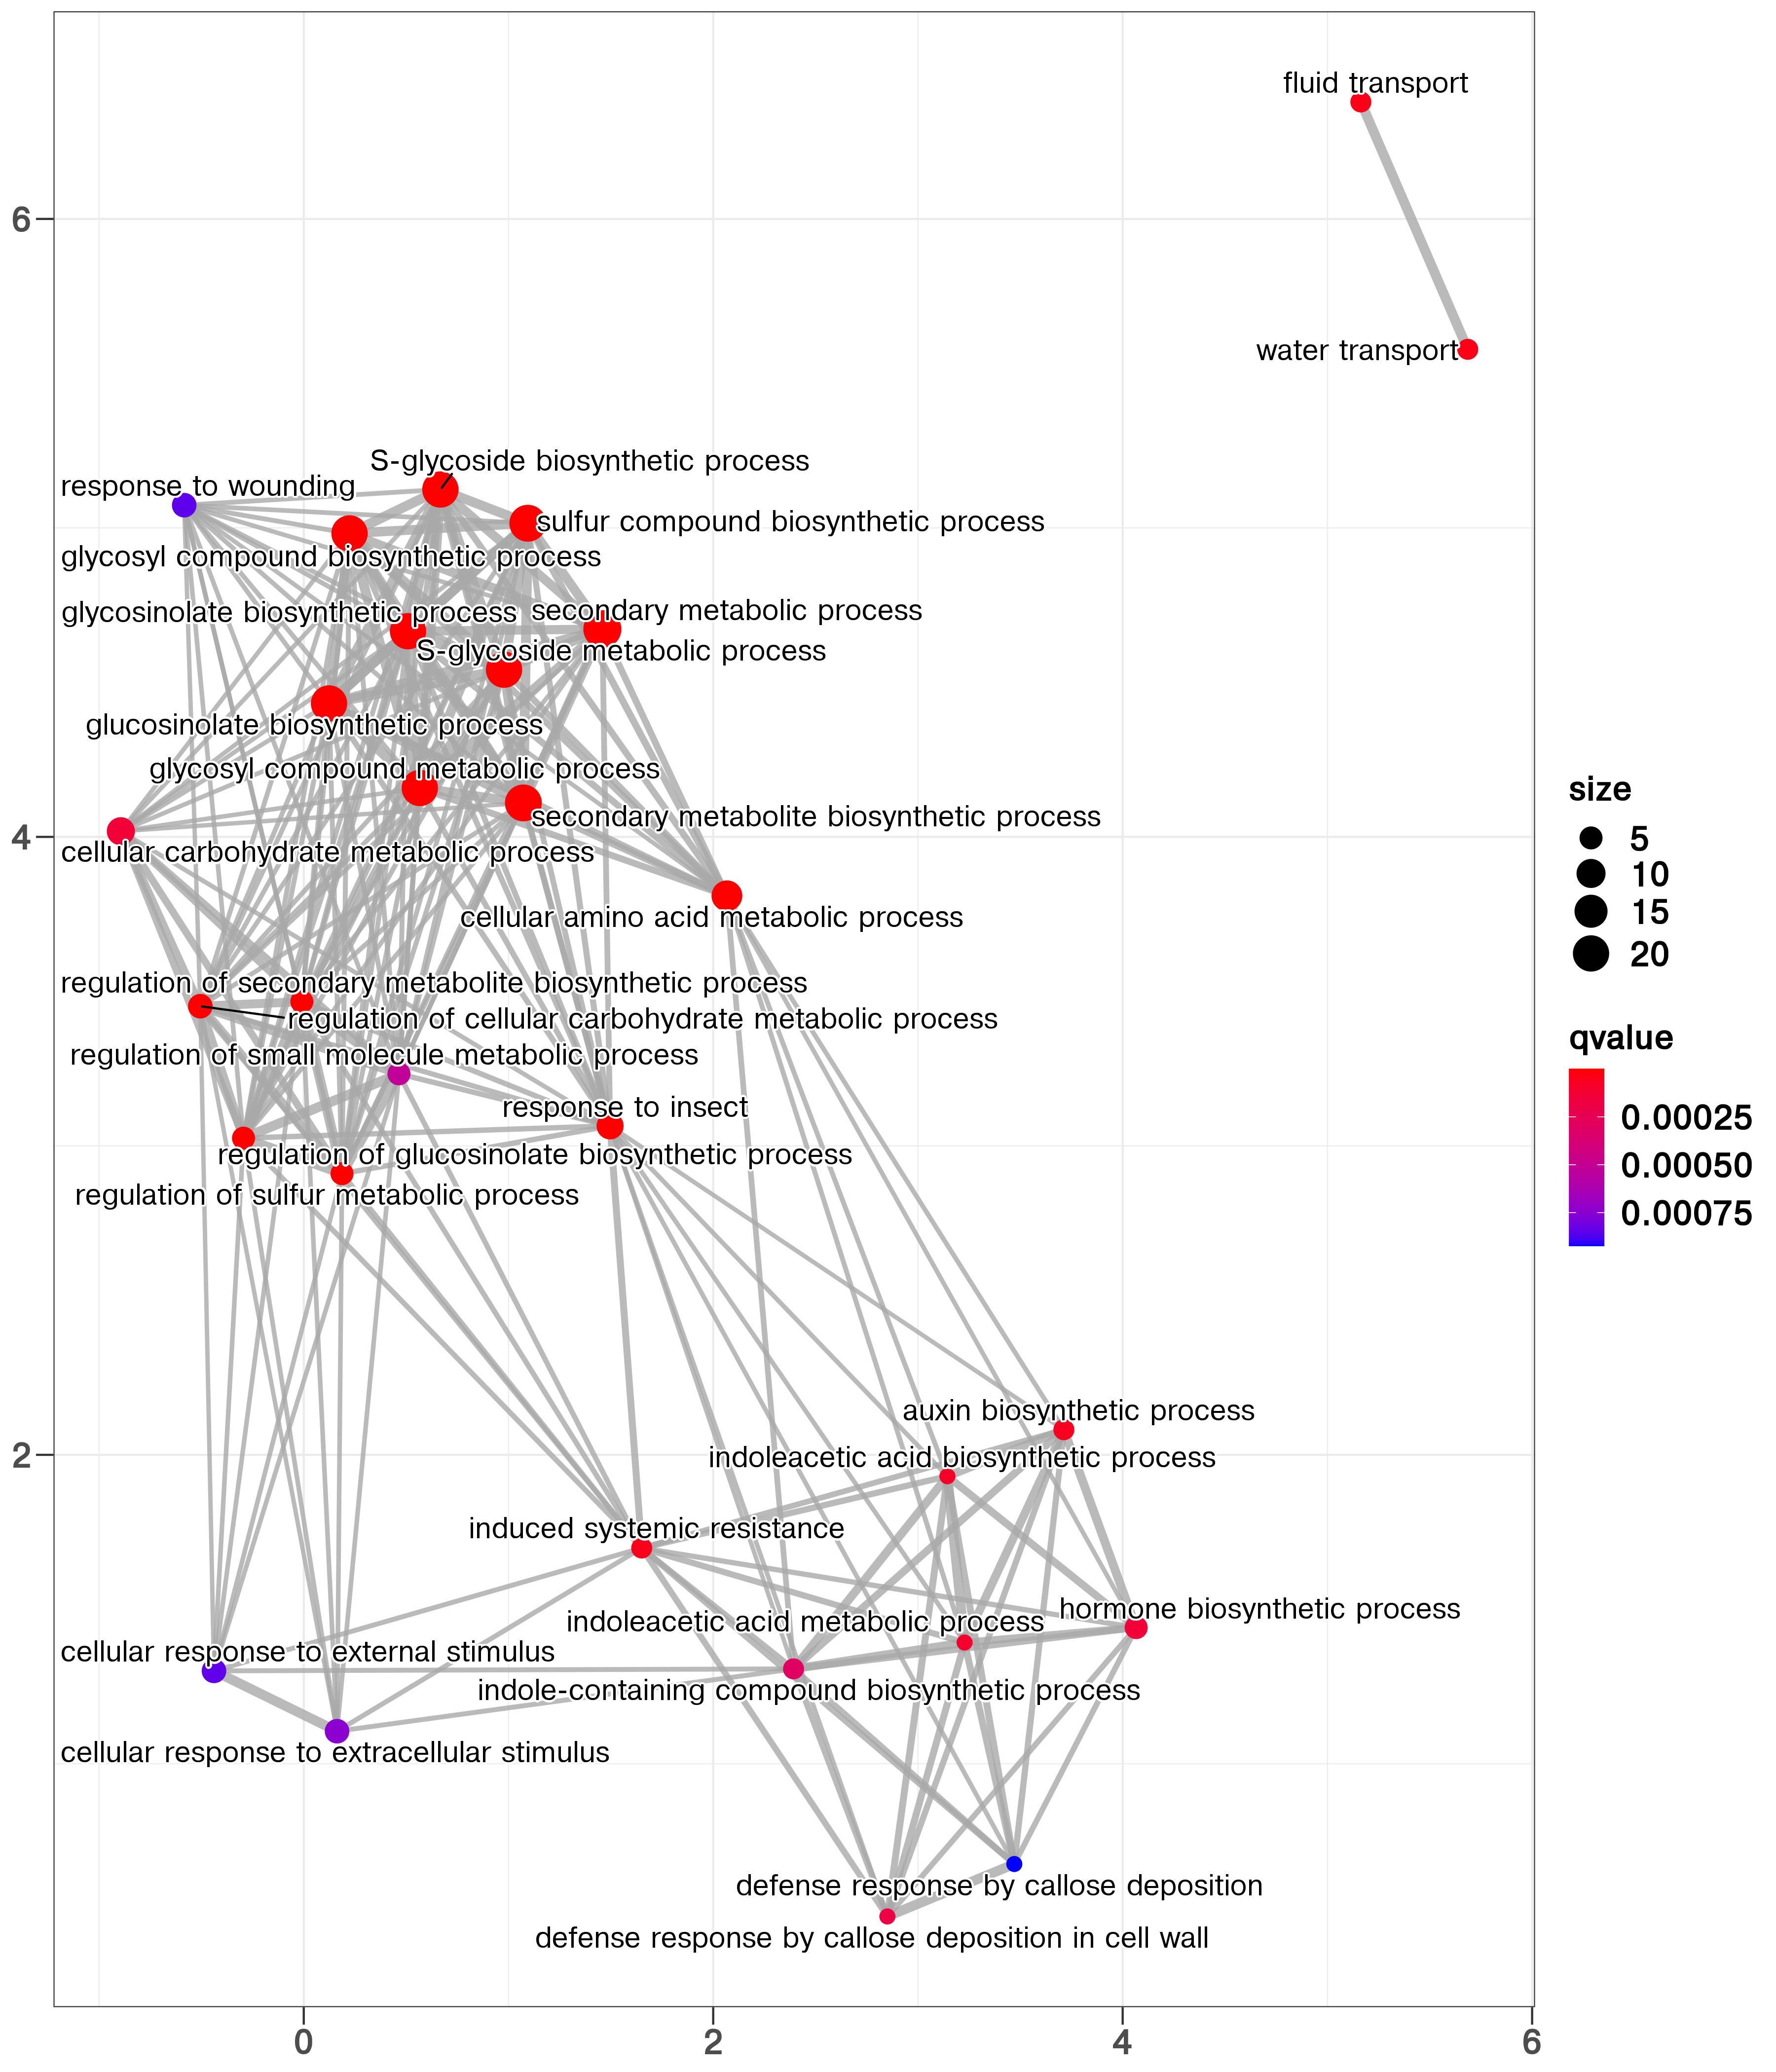 fluid transport
6
water transport
S-glycoside biosynthetic process
response to wounding
sulfur compound biosynthetic process
glycosyl compound biosynthetic process
glycosinolate biosynthetic process
secondary metabolic process
S-glycoside metabolic process
glucosinolate biosynthetic process
glycosyl compound metabolic process
secondary metabolite biosynthetic process
4
cellular carbohydrate metabolic process
cellular amino acid metabolic process
regulation of secondary metabolite biosynthetic process
regulation of cellular carbohydrate metabolic process
regulation of small molecule metabolic process
response to insect
regulation of glucosinolate biosynthetic process
regulation of sulfur metabolic process
auxin biosynthetic process
2
indoleacetic acid biosynthetic process
induced systemic resistance
hormone biosynthetic process
indoleacetic acid metabolic process
cellular response to external stimulus
indole-containing compound biosynthetic process
cellular response to extracellular stimulus
defense response by callose deposition
defense response by callose deposition in cell wall
0
2
4
6
size
5
10
15
20
qvalue
0.00025
0.00050
0.00075